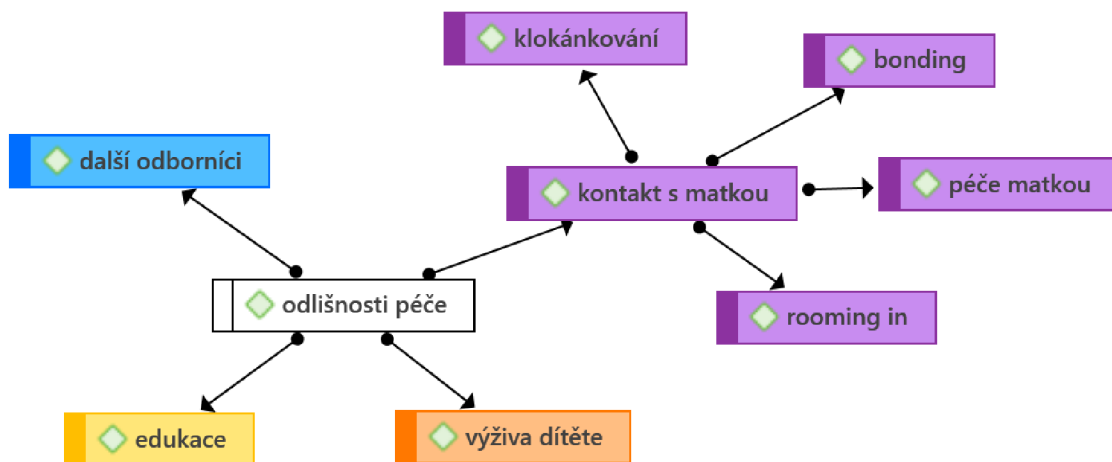 klokánkování
bonding
další odborníci
kontakt s matkou
péče matkou
odlišnosti péče
rooming in
edukace
výživa dítěte